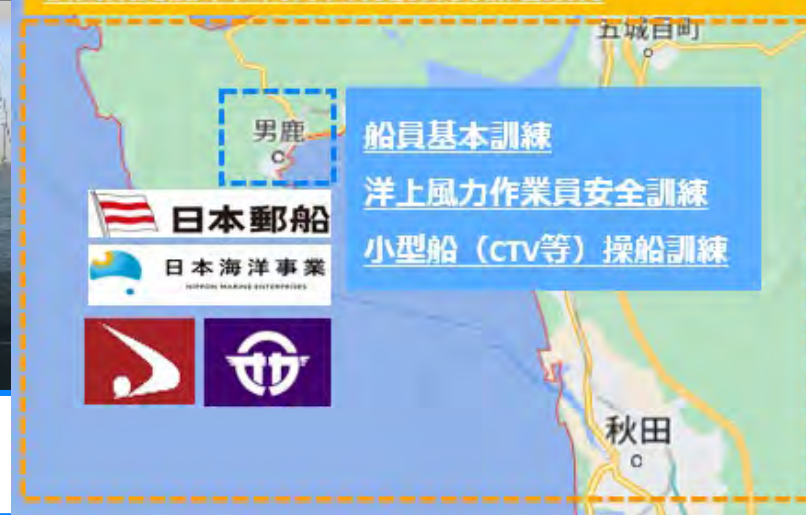 五城目町
男鹿
船員基本訓練
洋上風力作業員安全訓練
小型船（CTV等）操船訓練
日本郵船
日本海洋事業
NIPPON MARINE ENTERPRISES
秋田